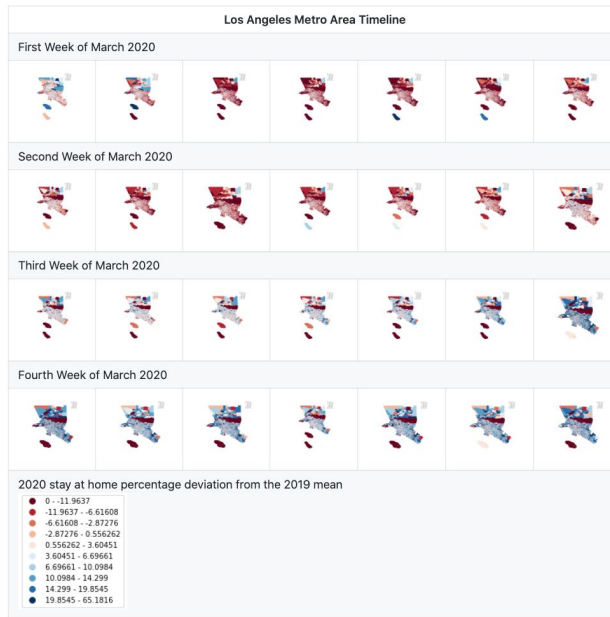 Los Angeles Metro Area Timeline
First Week of March 2020
Second Week of March 2020
Third Week of March 2020
Fourth Week of March 2020
2020 stay at home percentage deviation from the 2019 mean
0 - -11.9637
-11.9637 - -6.61608
-6.61608 - -2.87276
-2.87276 - 0.556262
0.556262 - 3.60451
3.60451 - 6.69661
6.69661 - 10.0984
10.0984 - 14.299
14.299 - 19.8545
19.8545 - 65.1816